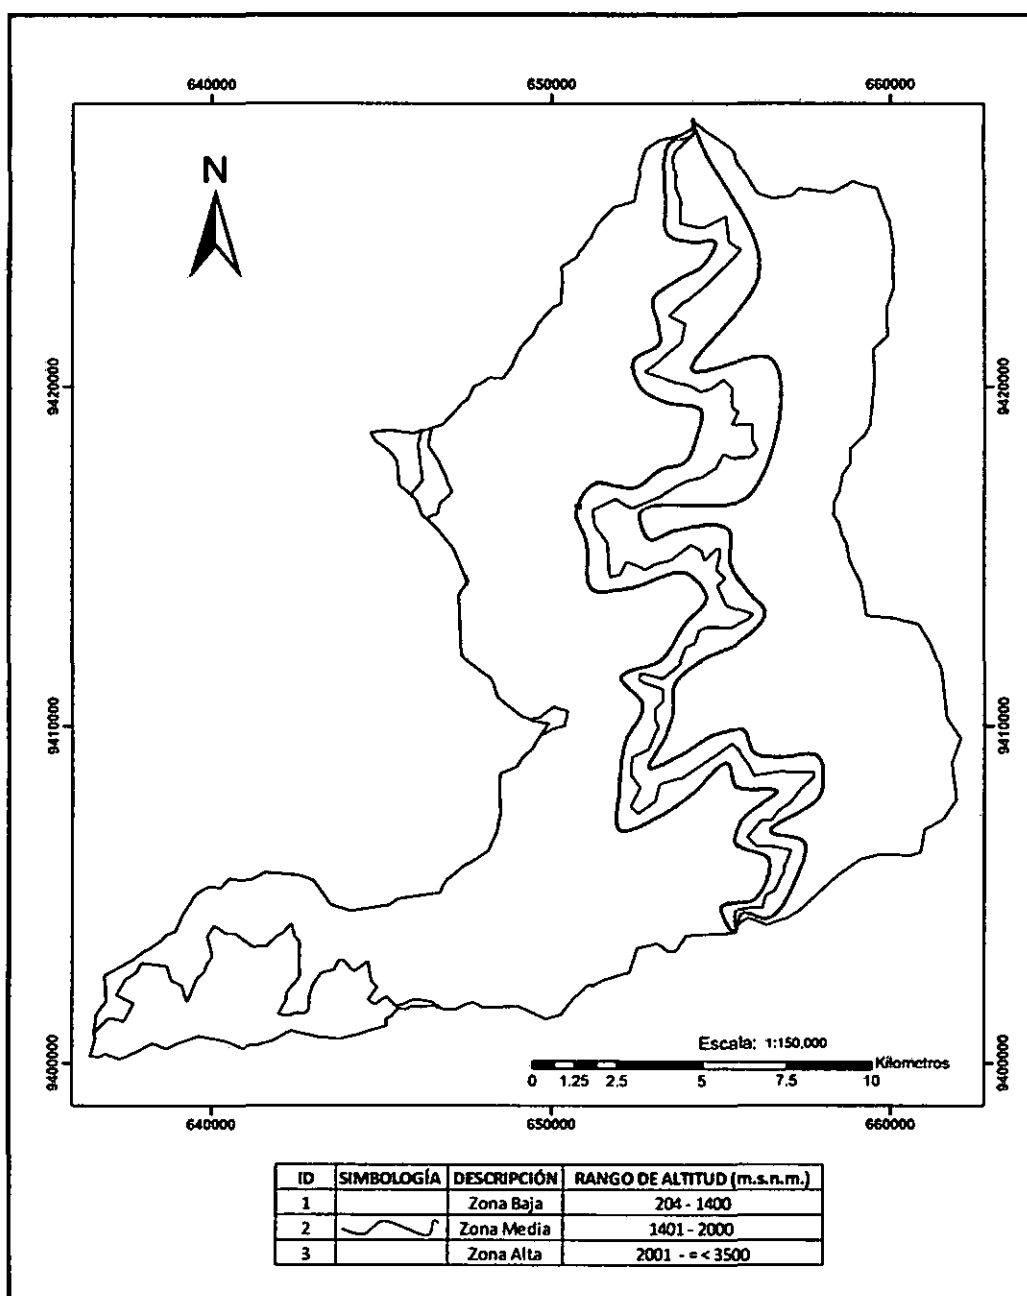 640000 650000 660000
N
9420000 9420000
9410000 9410000
9400000 9400000
Escala: 1:150,000
Kilometros
0 1.25 2.5 5 7.5 10
640000 650000 660000
ID SIMBOLOGÍA DESCRIPCIÓN RANGO DE ALTITUD (m.s.n.m.)
1 Zona Baja 204 - 1400
2 Zona Media 1401 - 2000
3 Zona Alta 2001 - = < 3500